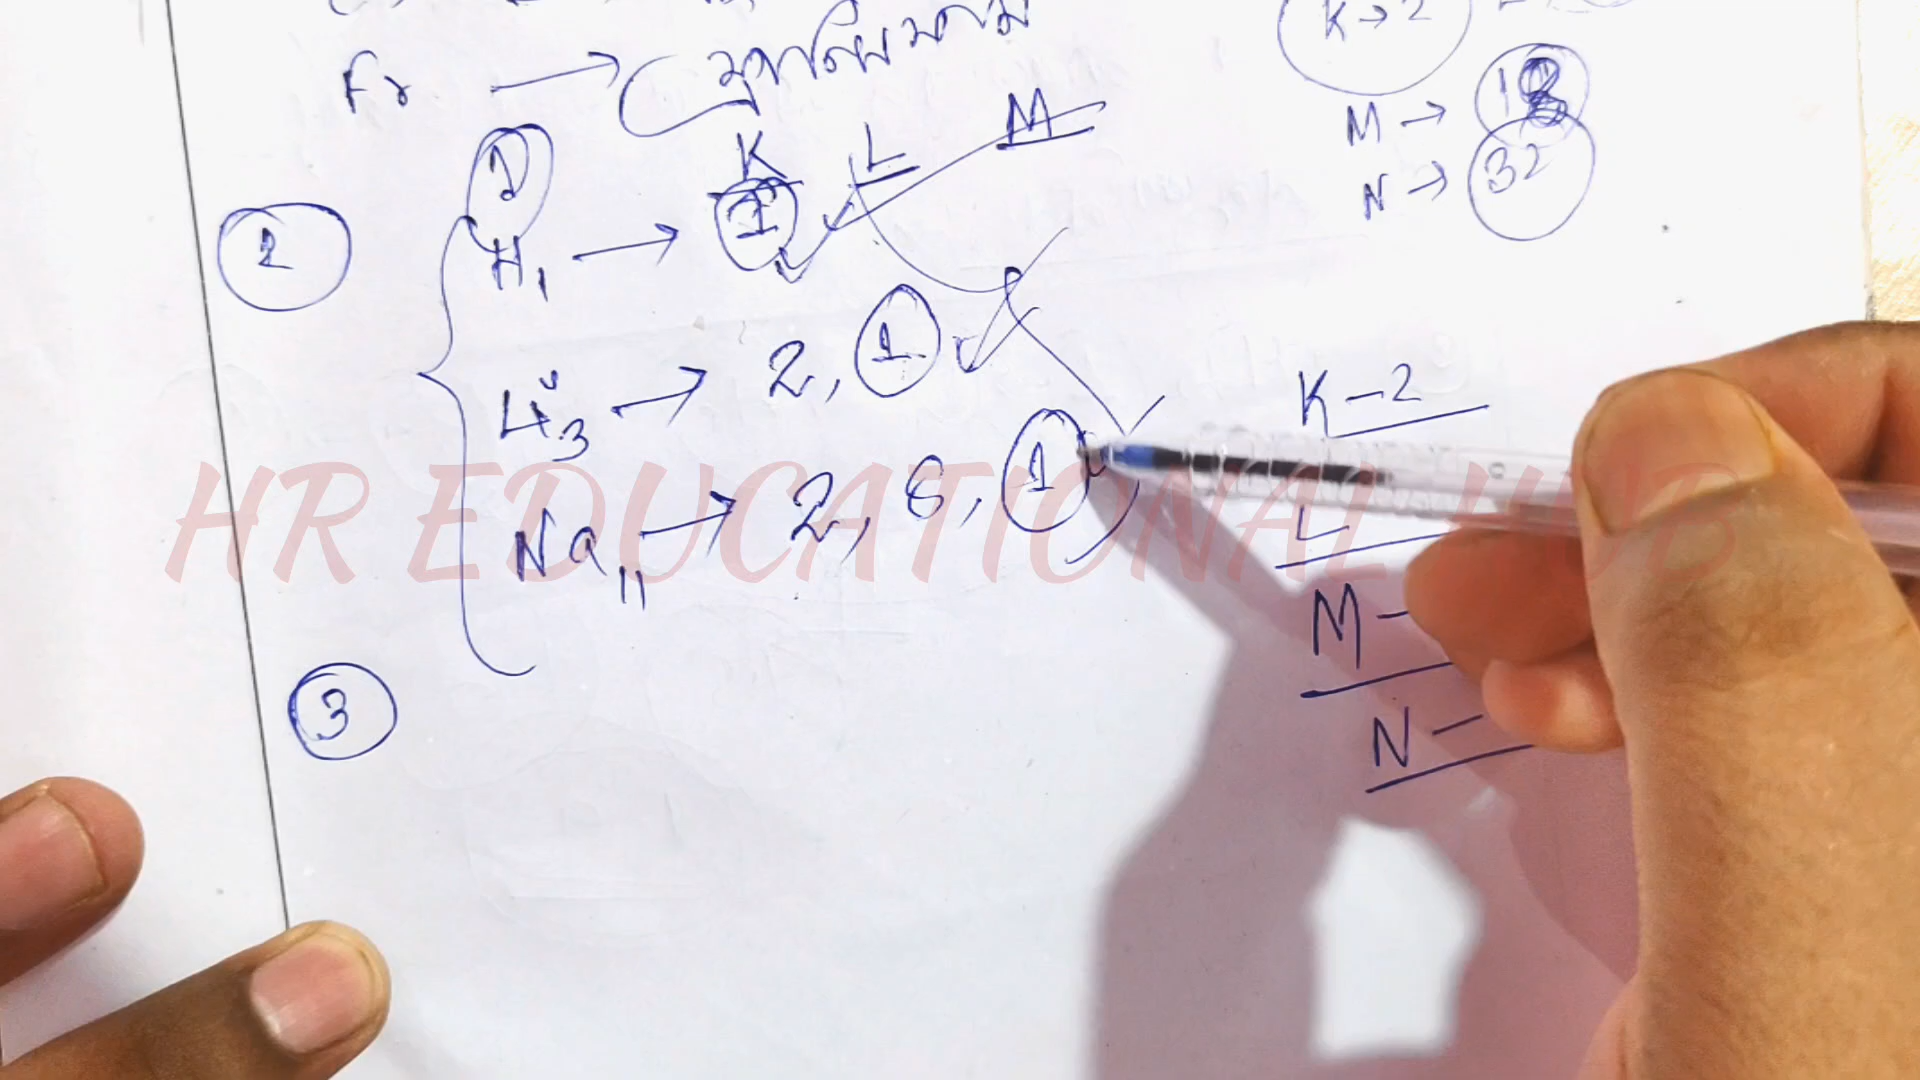 Fr → ফ্রান্সিয়াম
K → 2
M → 18
N → 32
1
K L M
2
H1 → 1
Li3 → 2, 1
Na11 → 2, 8, 1
K - 2
L
M -
N -
3
HR EDUCATIONAL HUB